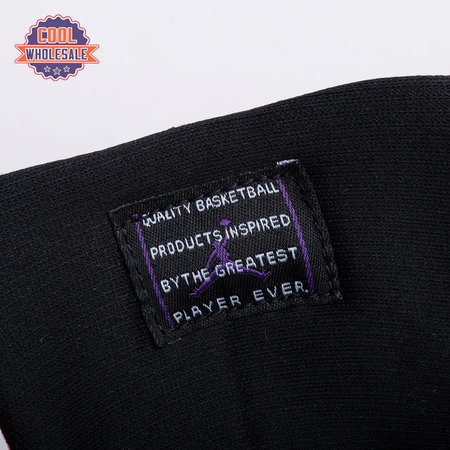 COOL
WHOLESALE
QUALITY BASKETBALL
PRODUCTS INSPIRED
BY THE GREATEST
PLAYER EVER.